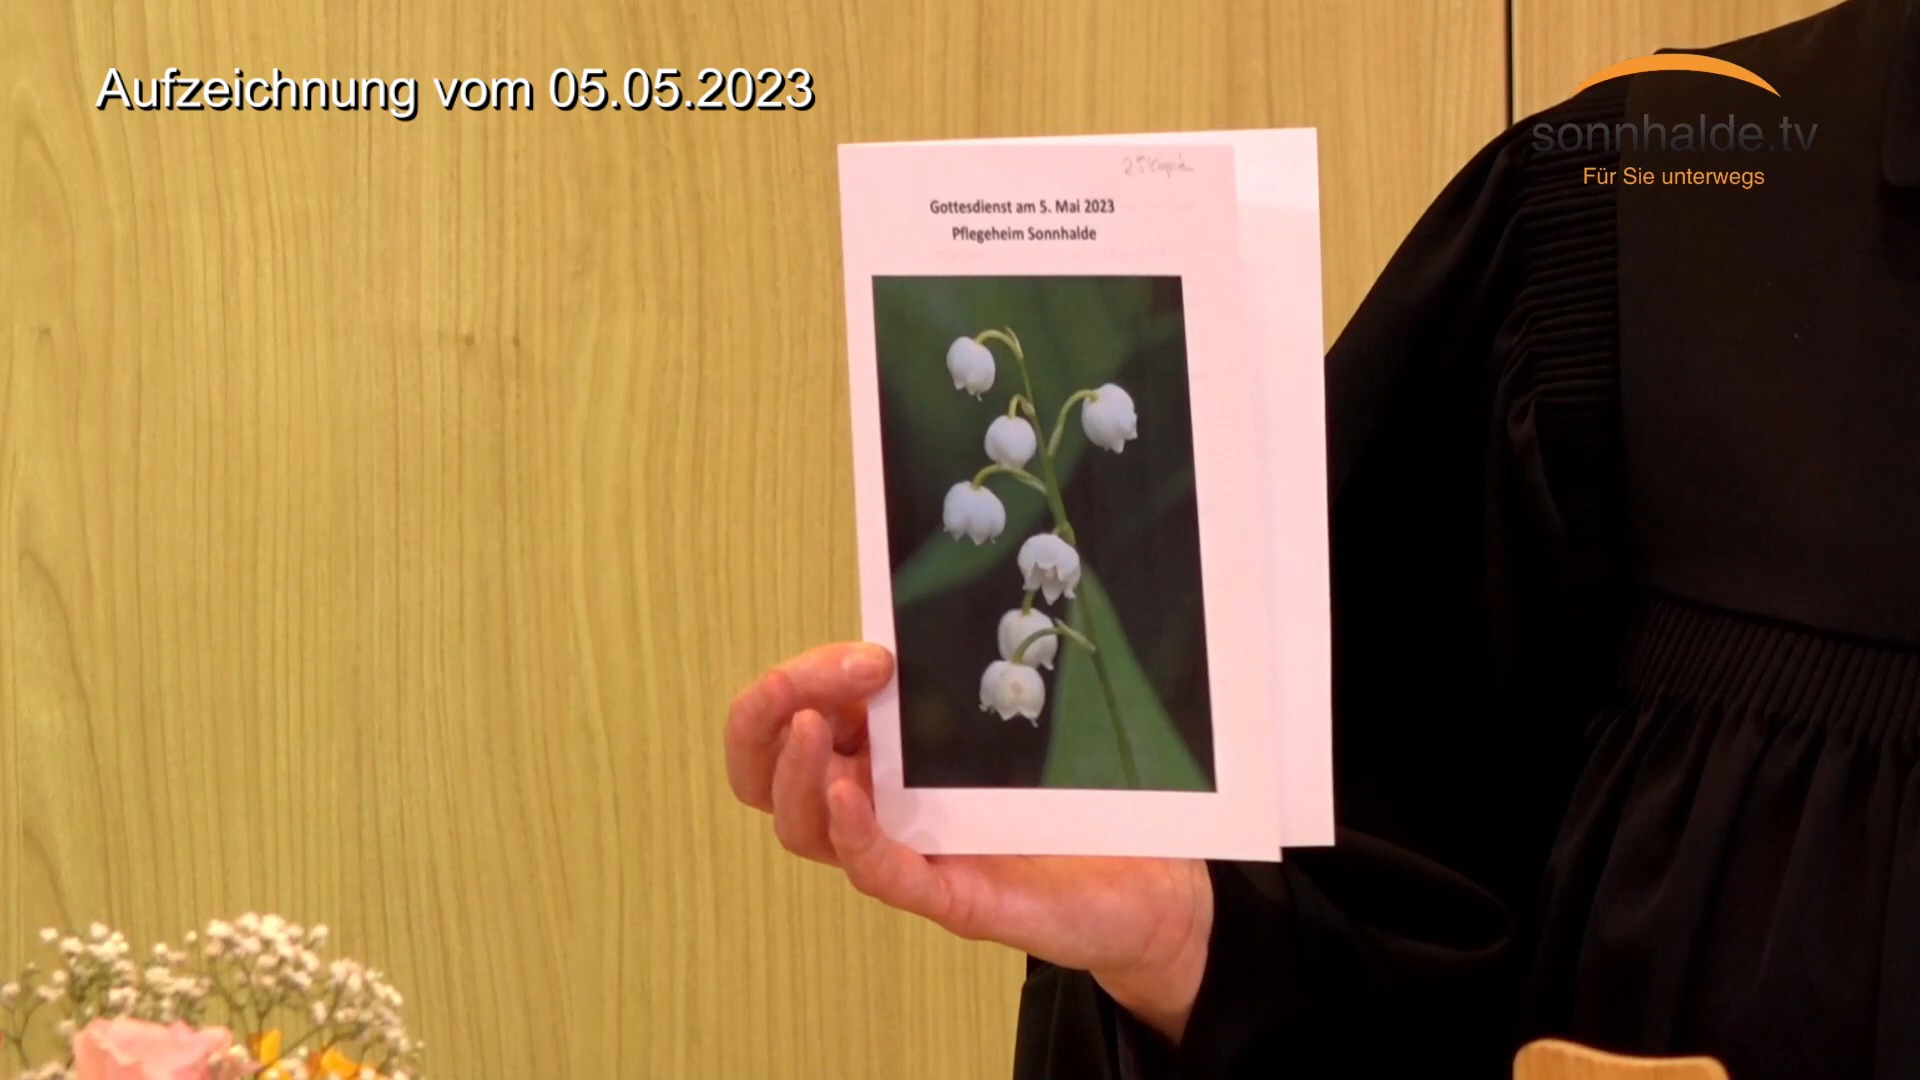 Aufzeichnung vom 05.05.2023
sonnhalde.tv
Für Sie unterwegs
Gottesdienst am 5. Mai 2023
Pflegeheim Sonnhalde